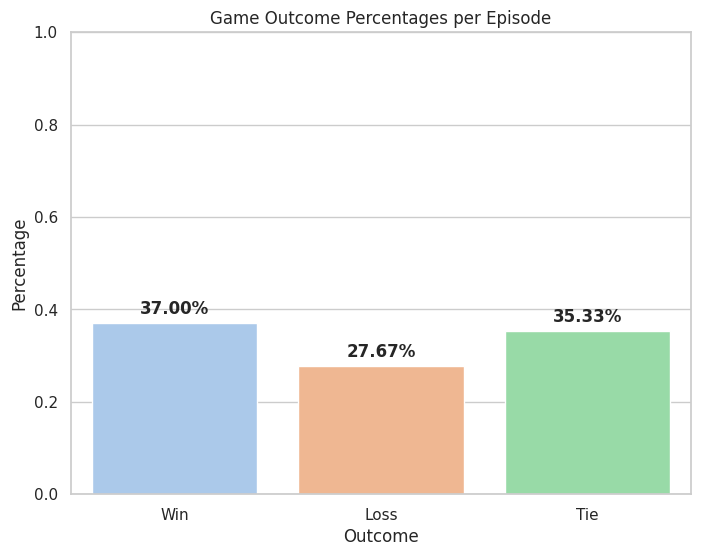 Game Outcome Percentages per Episode
1.0
0.8
0.6
0.4
0.2
0.0
Percentage
37.00%
27.67%
35.33%
Win Loss Tie
Outcome